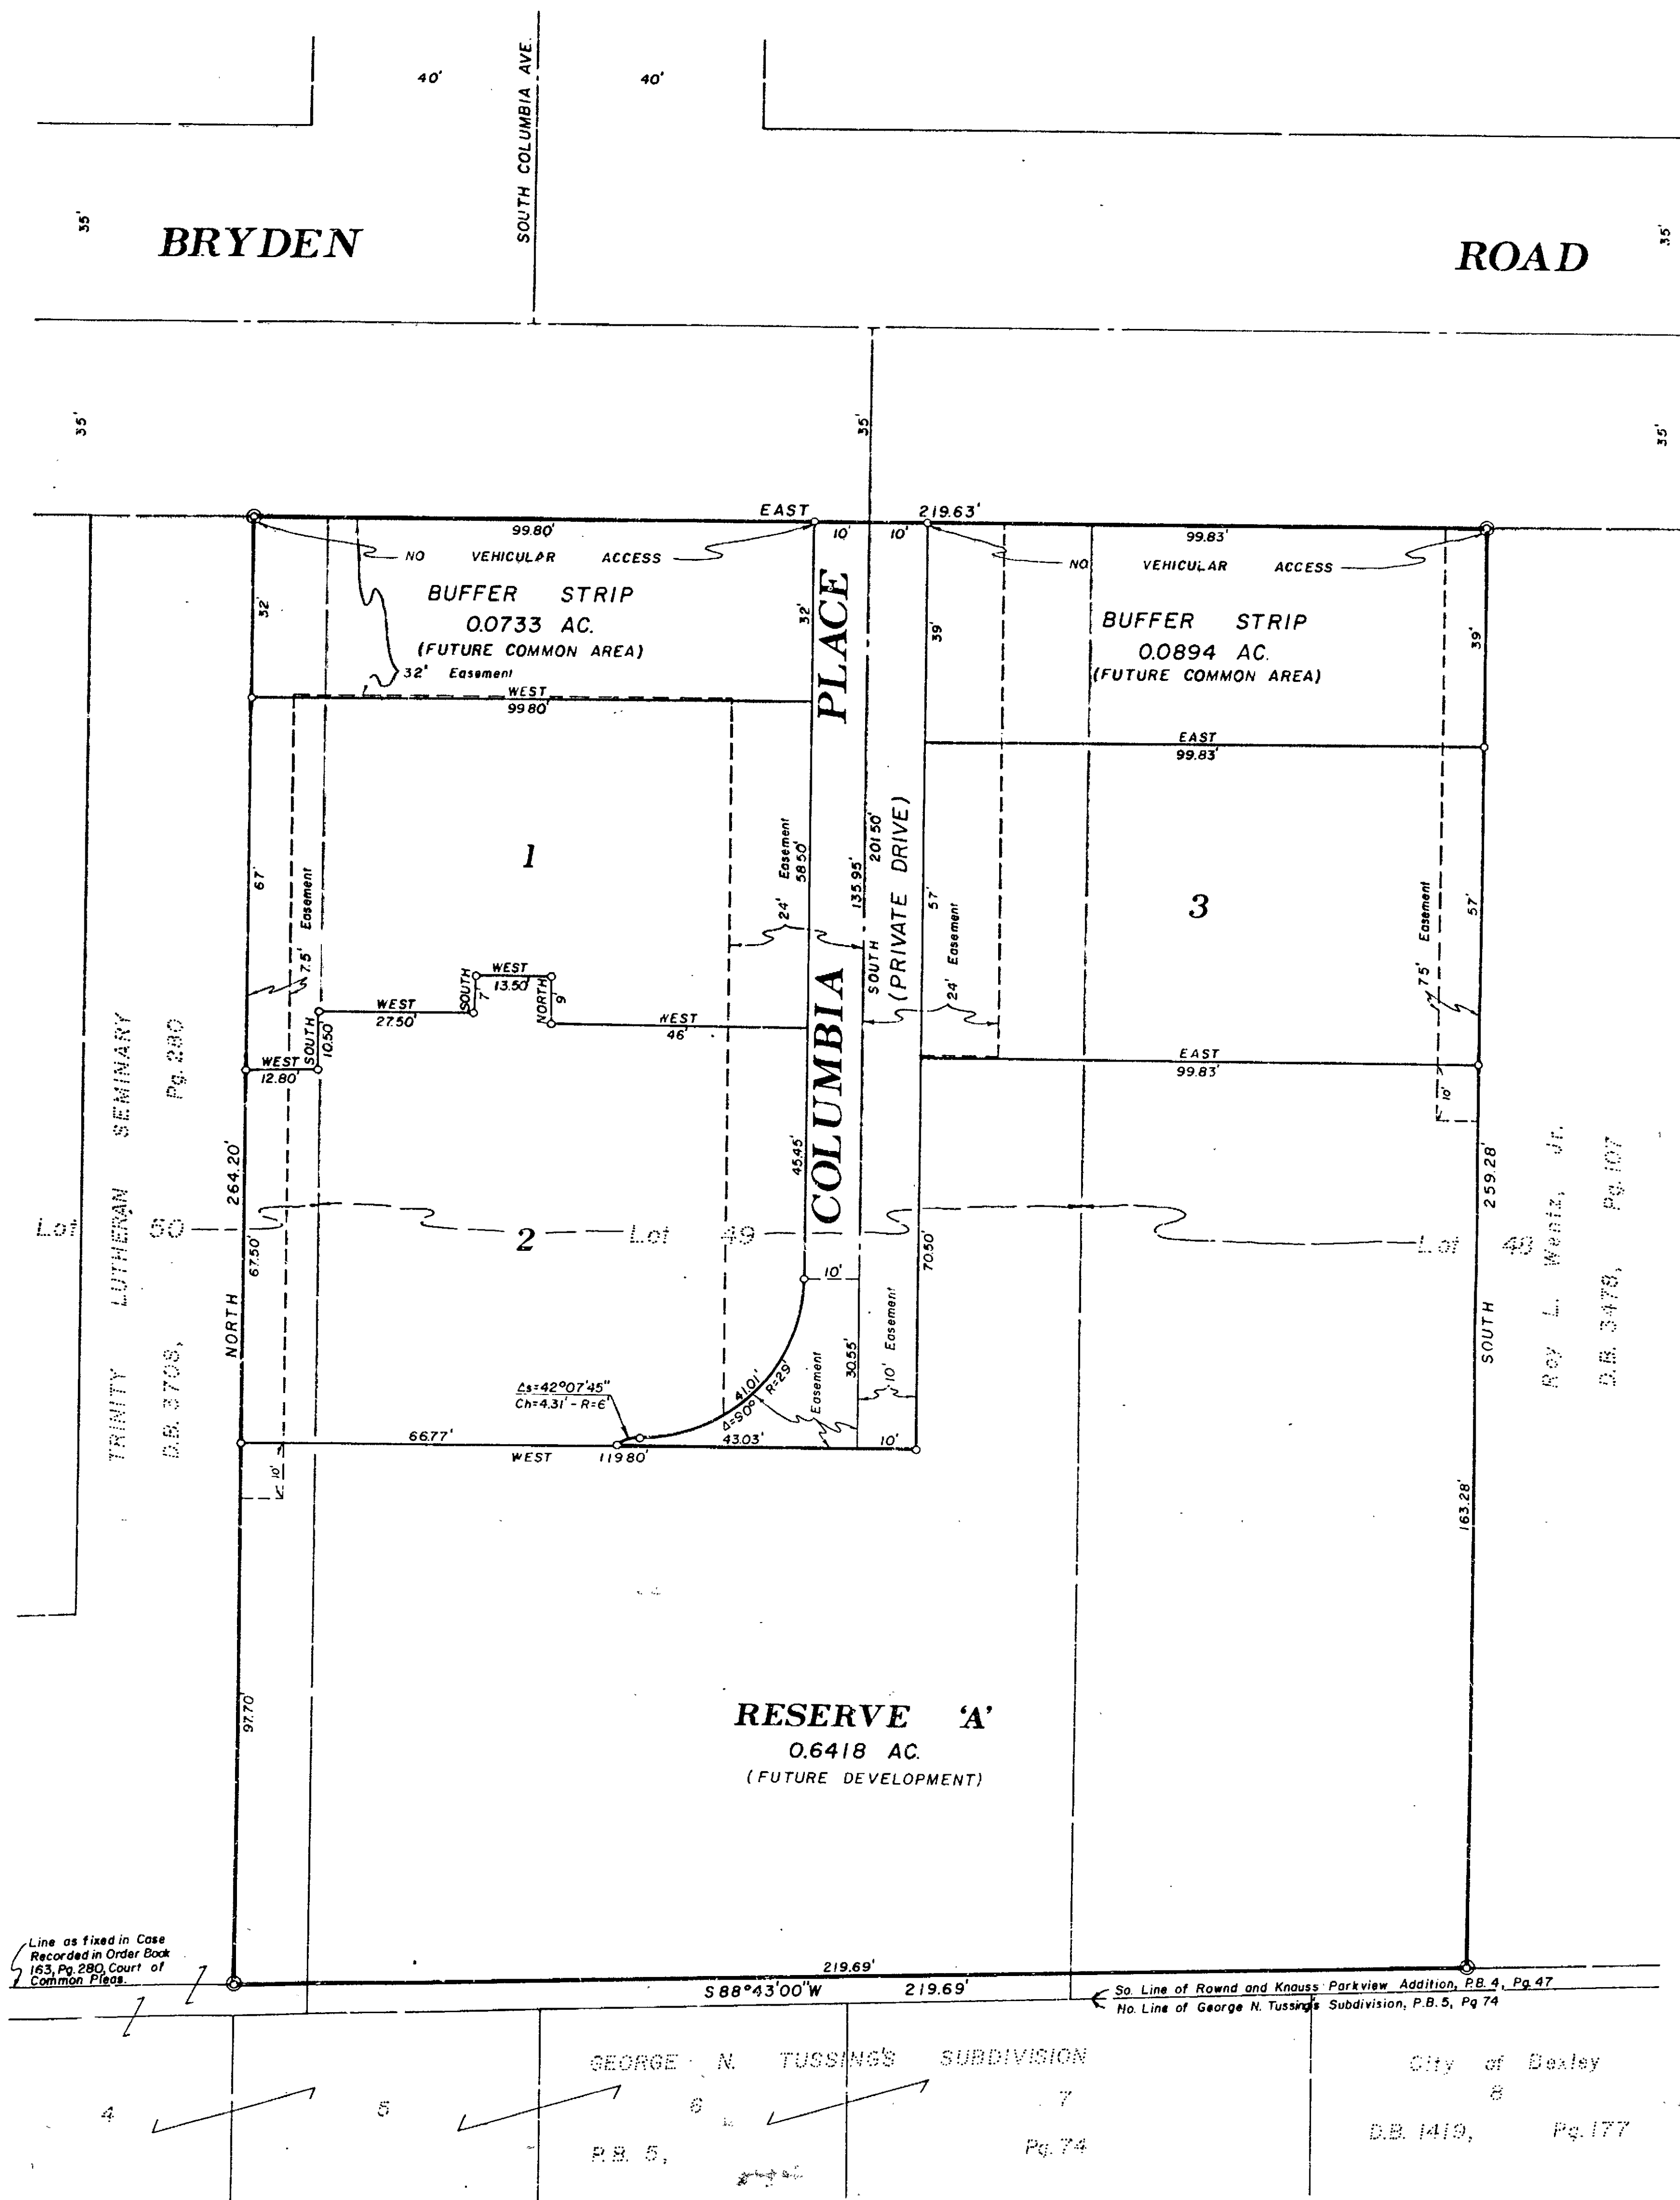 40'
40'
SOUTH COLUMBIA AVE.
35'
35'
BRYDEN
ROAD
35'
35'
35'
EAST
219.63'
99.80'
10'
10'
99.83'
NO VEHICULAR ACCESS
NO VEHICULAR ACCESS
BUFFER STRIP
0.0733 AC.
(FUTURE COMMON AREA)
32' Easement
BUFFER STRIP
0.0894 AC.
(FUTURE COMMON AREA)
32'
32'
39'
39'
WEST
99.80'
EAST
99.83'
COLUMBIA PLACE
(PRIVATE DRIVE)
1
3
67'
7.5' Easement
24' Easement
58.50'
135.95'
201.50'
SOUTH
57'
24' Easement
7.5' Easement
57'
WEST
13.50'
SOUTH
7'
NORTH
9'
WEST
27.50'
WEST
46'
SOUTH
10.50'
WEST
12.80'
EAST
99.83'
10'
TRINITY LUTHERAN SEMINARY
D.B. 3708, Pg. 280
264.20'
NORTH
67.50'
45.45'
70.50'
259.28'
SOUTH
Roy L. Wentz, Jr.
D.B. 3478, Pg. 107
Lot 50
2
Lot 49
Lot 48
10'
30.55'
10' Easement
Easement
Δs=42°07'45"
Ch=4.31' - R=6'
41.01'
Δ=90°
R=29'
66.77'
43.03'
10'
WEST
119.80'
10'
163.28'
97.70'
RESERVE 'A'
0.6418 AC.
(FUTURE DEVELOPMENT)
Line as fixed in Case
Recorded in Order Book
163, Pg. 280, Court of
Common Pleas.
219.69'
S88°43'00"W
219.69'
So. Line of Rownd and Knauss Parkview Addition, P.B. 4, Pg. 47
No. Line of George N. Tussing's Subdivision, P.B. 5, Pg 74
GEORGE N. TUSSING'S SUBDIVISION
City of Bexley
4
5
6
7
8
P.B. 5,
Pg. 74
D.B. 1419, Pg. 177